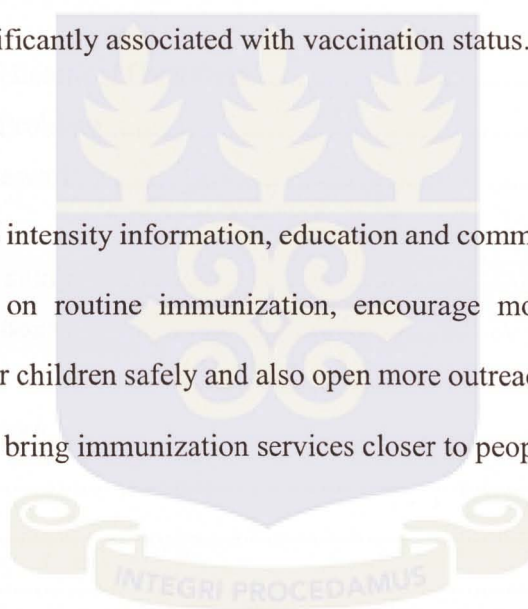 ificantly associated with vaccination status.
intensity information, education and comm
on routine immunization, encourage mo
r children safely and also open more outreac
bring immunization services closer to peop
INTEGRI PROCEDAMUS